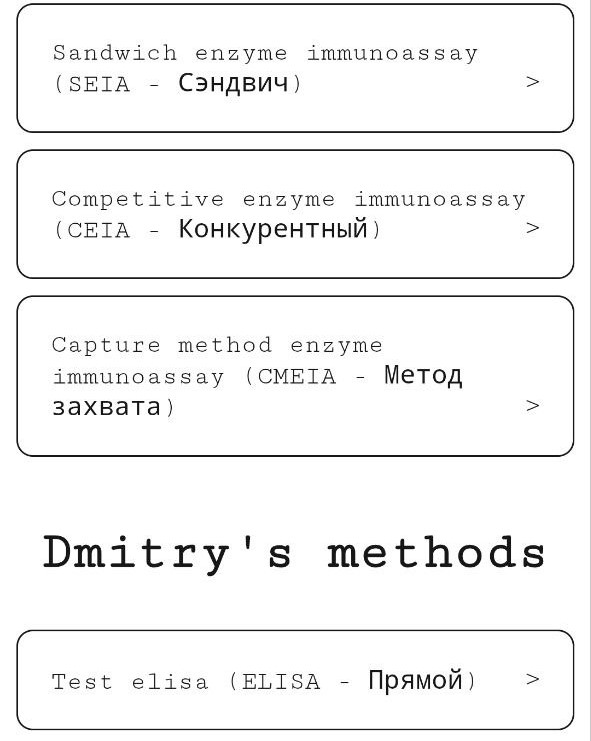 Sandwich enzyme immunoassay
(SEIA - Сэндвич) >
Competitive enzyme immunoassay
(CEIA - Конкурентный) >
Capture method enzyme
immunoassay (CMEIA - Метод
захвата) >
Dmitry's methods
Test elisa (ELISA - Прямой) >